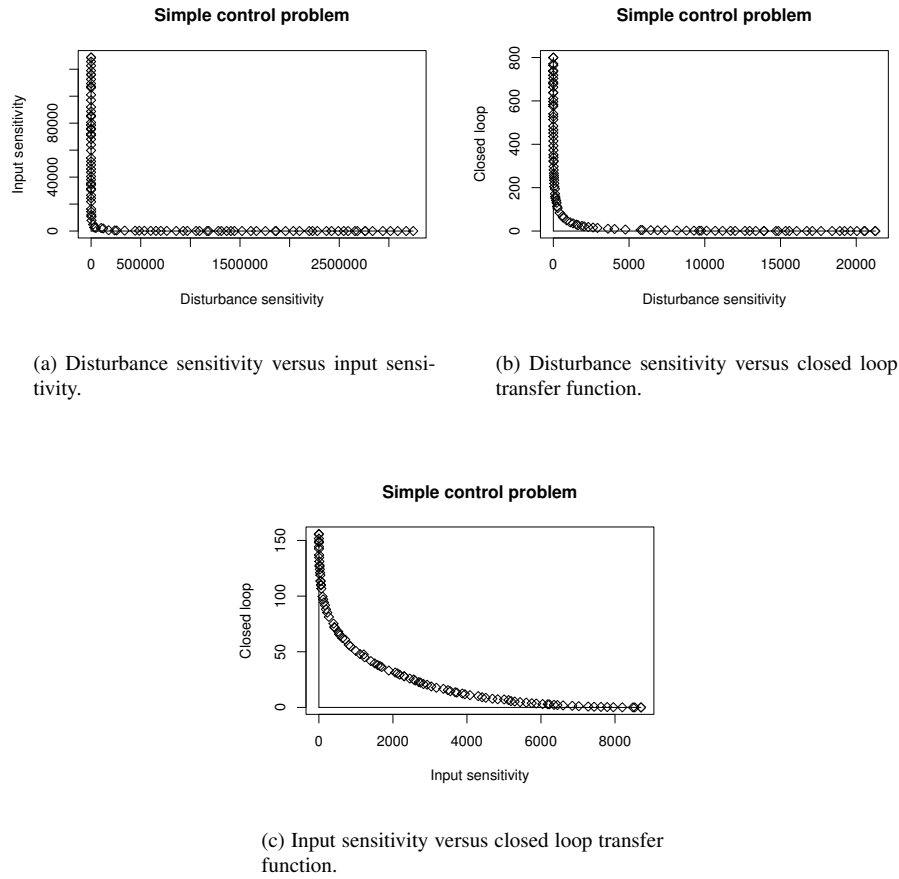 Simple control problem
Input sensitivity
80000
40000
0
0 500000 1500000 2500000
Disturbance sensitivity
(a) Disturbance sensitivity versus input sensi-
tivity.
Simple control problem
Closed loop
800
600
400
200
0
0 5000 10000 15000 20000
Disturbance sensitivity
(b) Disturbance sensitivity versus closed loop
transfer function.
Simple control problem
Closed loop
150
100
50
0
0 2000 4000 6000 8000
Input sensitivity
(c) Input sensitivity versus closed loop transfer
function.